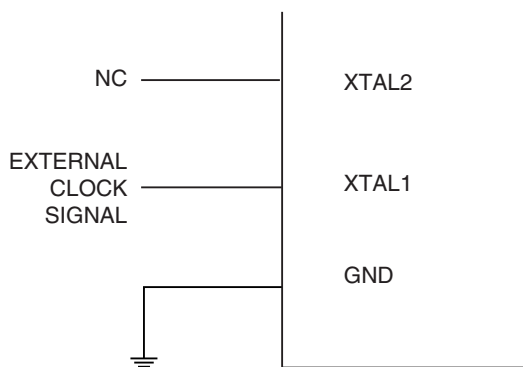 NC
XTAL2
EXTERNAL
CLOCK
SIGNAL
XTAL1
GND